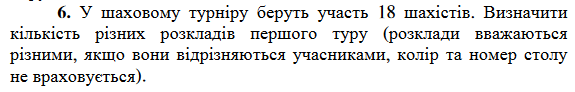 6. У шаховому турніру беруть участь 18 шахістів. Визначити
кількість різних розкладів першого туру (розклади вважаються
різними, якщо вони відрізняються учасниками, колір та номер столу
не враховується).